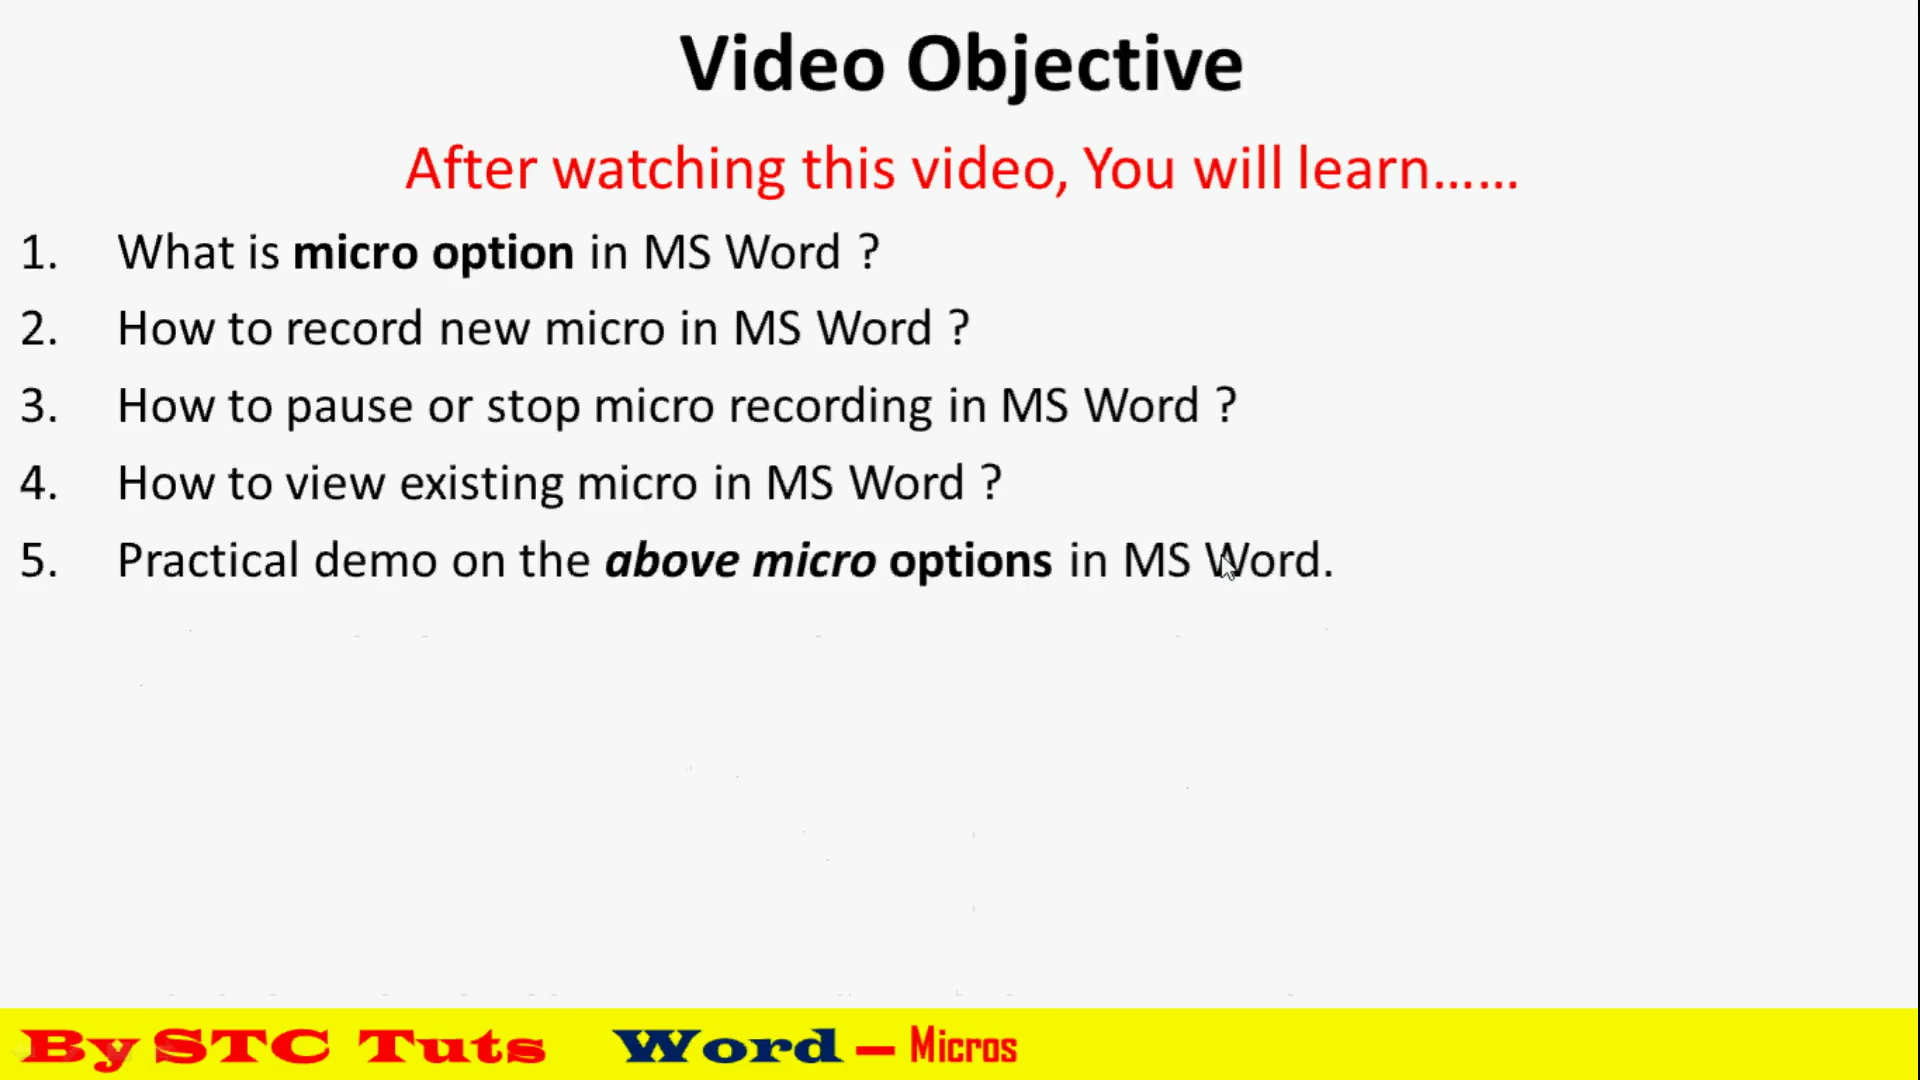 Video Objective
After watching this video, You will learn......
1. What is micro option in MS Word ?
2. How to record new micro in MS Word ?
3. How to pause or stop micro recording in MS Word ?
4. How to view existing micro in MS Word ?
5. Practical demo on the above micro options in MS Word.
By STC Tuts Word – Micros